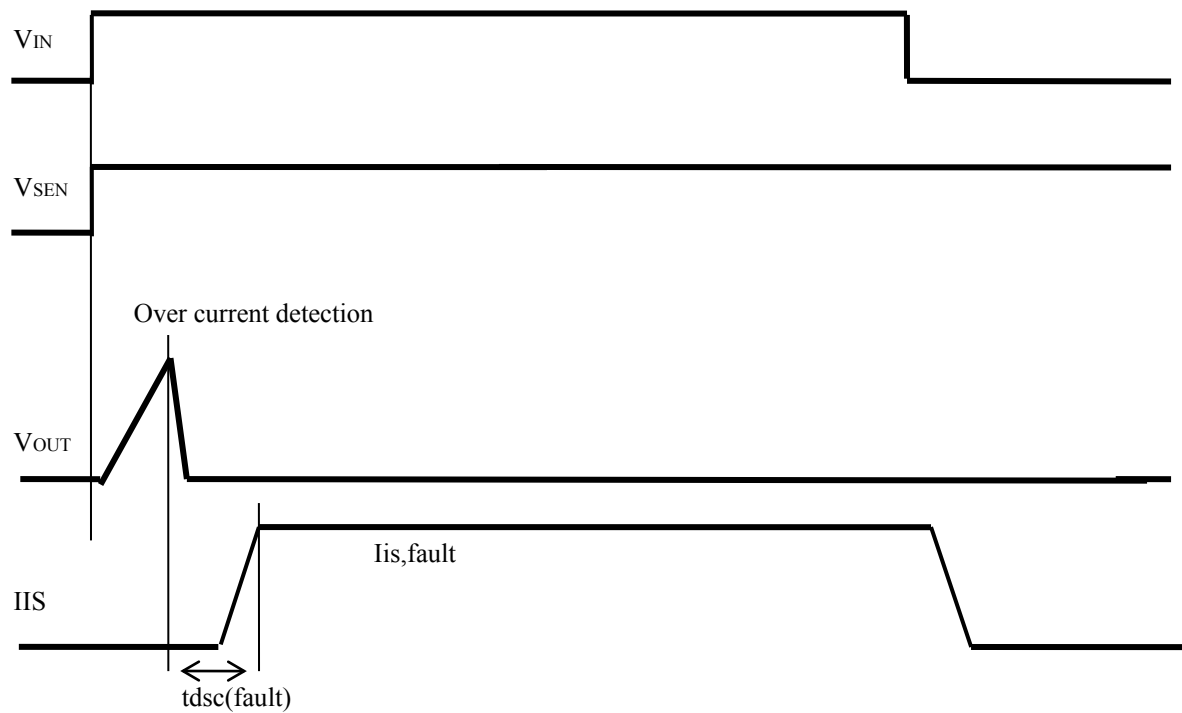 VIN
VSEN
Over current detection
VOUT
Iis,fault
IIS
tdsc(fault)